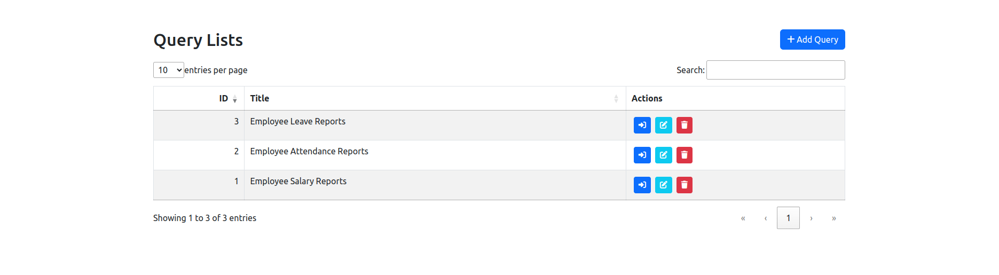 Query Lists
+ Add Query
10 entries per page
Search:
ID Title Actions
3 Employee Leave Reports
2 Employee Attendance Reports
1 Employee Salary Reports
Showing 1 to 3 of 3 entries
« ‹ 1 › »